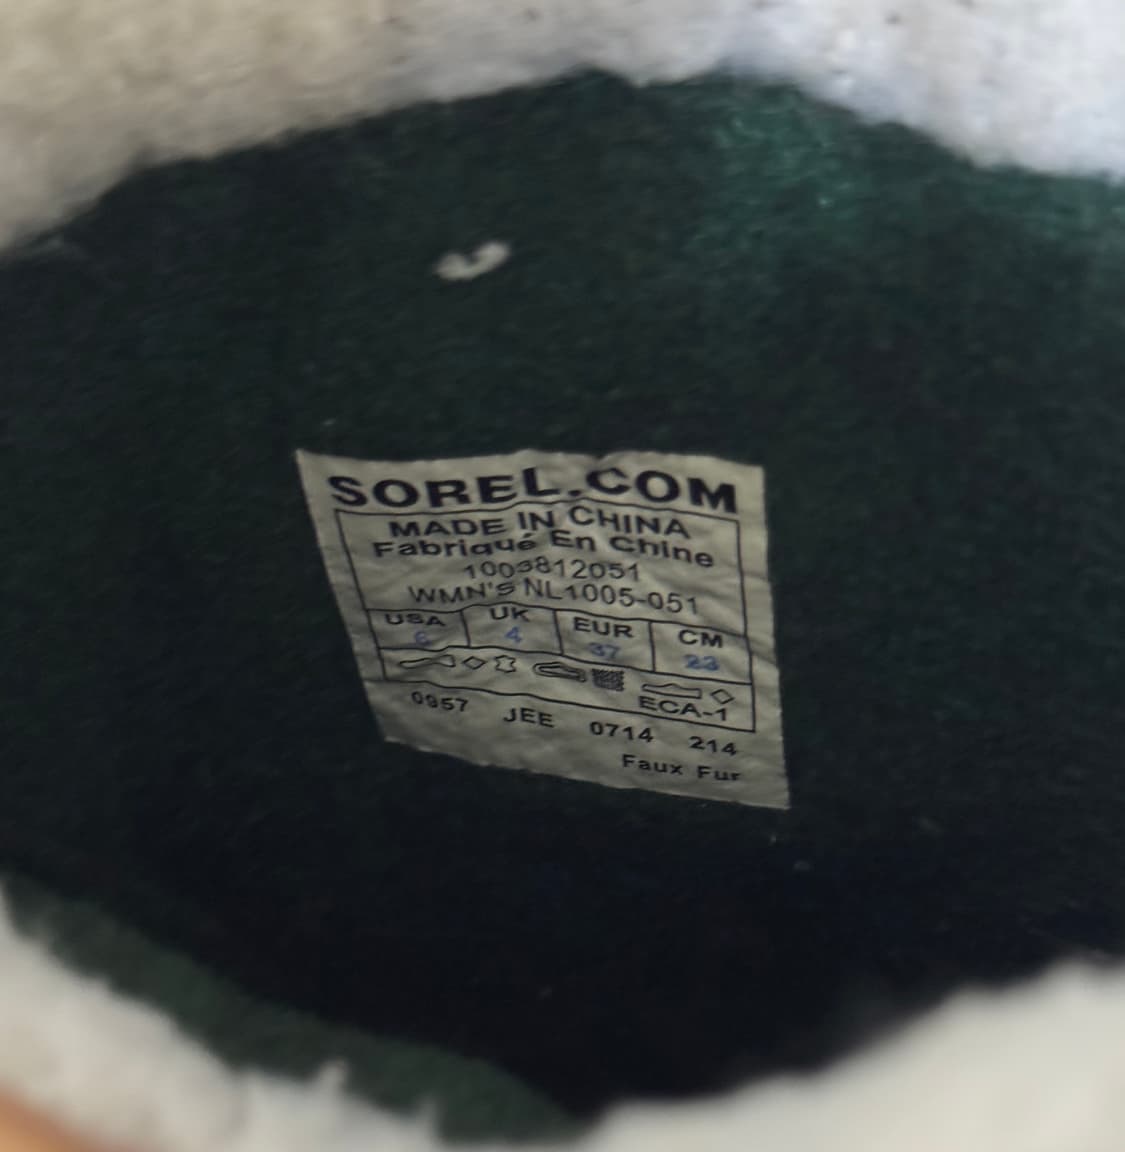 SOREL.COM
MADE IN CHINA
Fabriqué En Chine
1003812051
WMN'S NL1005-051
USA UK EUR CM
6 4 37 23
ECA-1
0957 JEE 0714 214
Faux Fur